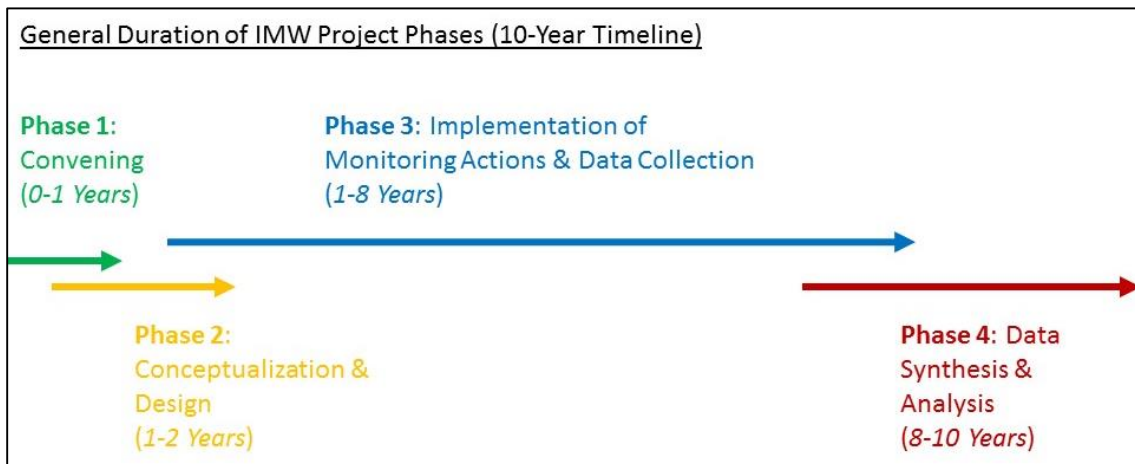 General Duration of IMW Project Phases (10-Year Timeline)
Phase 1:
Convening
(0-1 Years)
Phase 3: Implementation of
Monitoring Actions & Data Collection
(1-8 Years)
Phase 2:
Conceptualization &
Design
(1-2 Years)
Phase 4: Data
Synthesis &
Analysis
(8-10 Years)